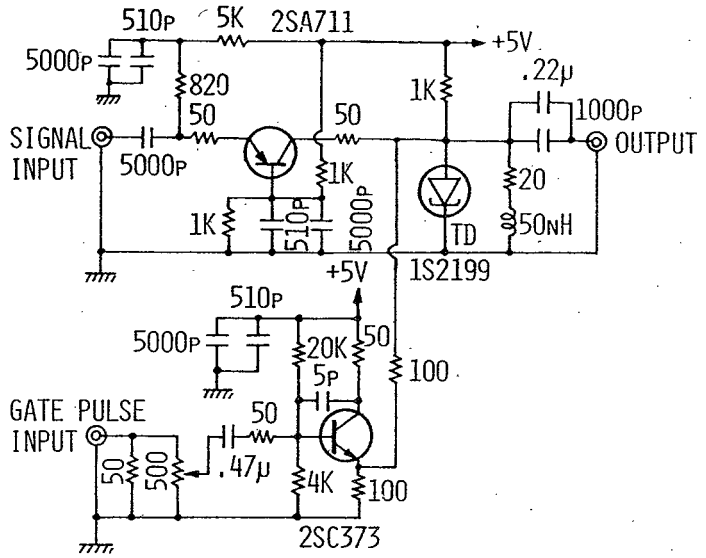 510P
5K
2SA711
5000P
+5V
820
.22μ
1K
1000P
50
50
SIGNAL
INPUT
OUTPUT
5000P
1K
20
1K
510P
5000P
50NH
TD
1S2199
+5V
510P
5000P
20K
50
5P
100
GATE PULSE
INPUT
50
50
500
.47μ
4K
100
2SC373